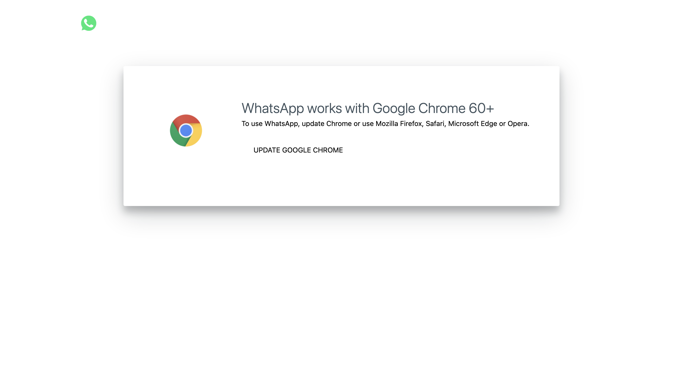 WhatsApp works with Google Chrome 60+
To use WhatsApp, update Chrome or use Mozilla Firefox, Safari, Microsoft Edge or Opera.
UPDATE GOOGLE CHROME